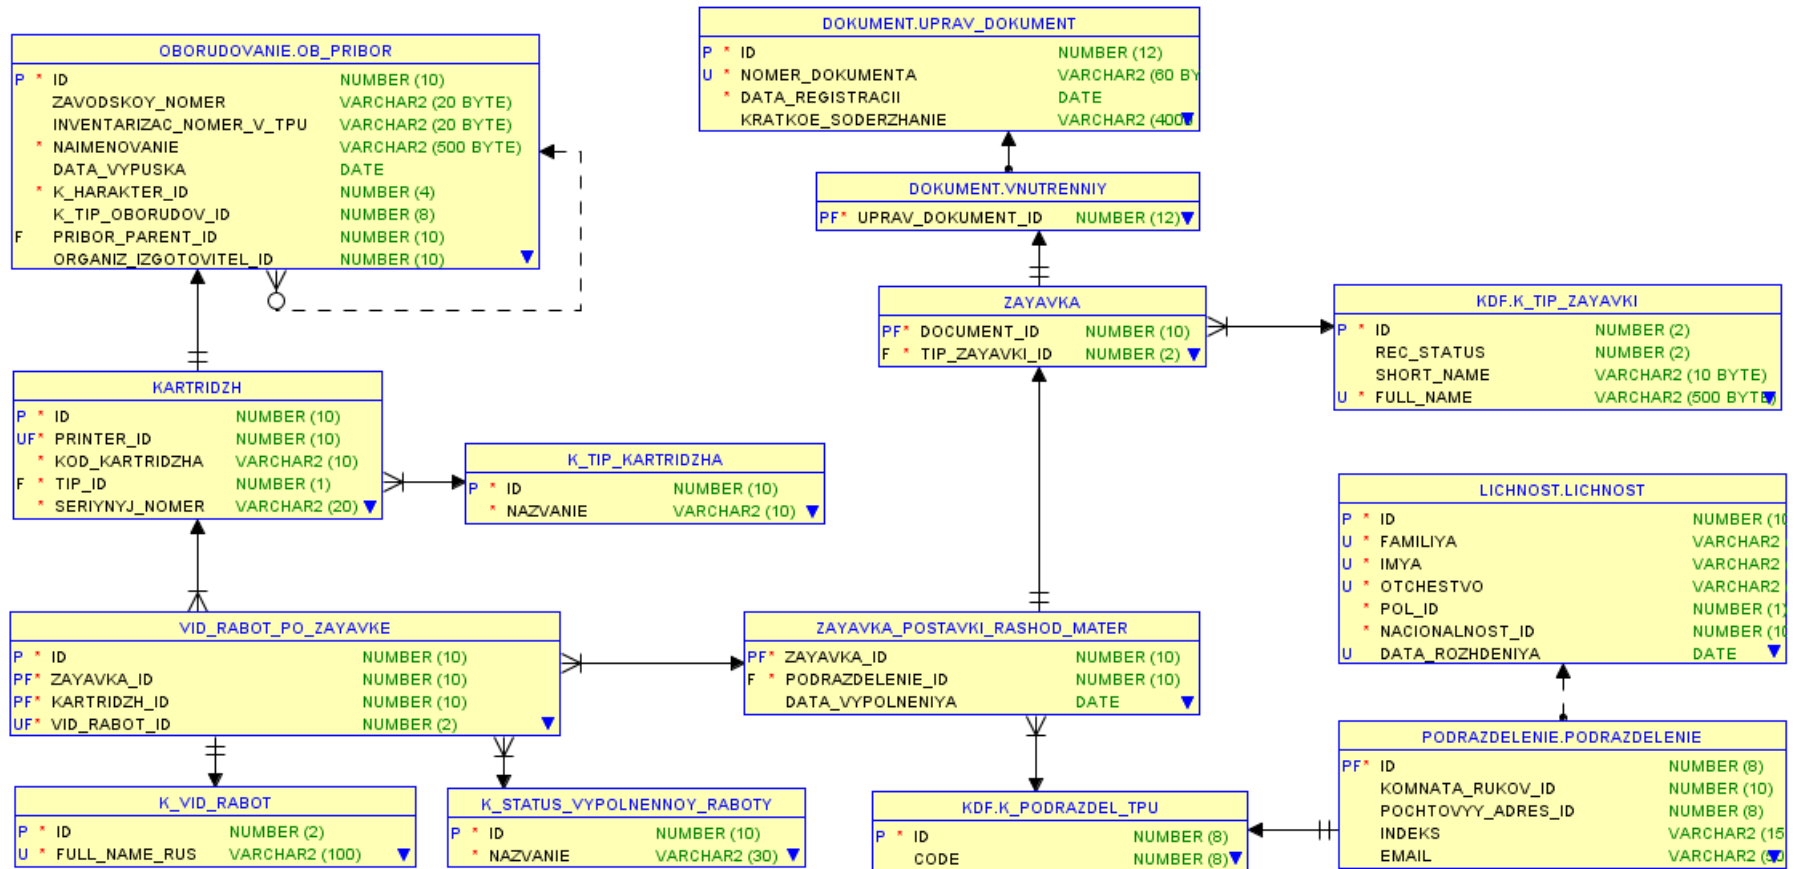 OBORUDOVANIE.OB_PRIBOR
P * ID NUMBER (10)
ZAVODSKOY_NOMER VARCHAR2 (20 BYTE)
INVENTARIZAC_NOMER_V_TPU VARCHAR2 (20 BYTE)
* NAIMENOVANIE VARCHAR2 (500 BYTE)
DATA_VYPUSKA DATE
* K_HARAKTER_ID NUMBER (4)
K_TIP_OBORUDOV_ID NUMBER (8)
F PRIBOR_PARENT_ID NUMBER (10)
ORGANIZ_IZGOTOVITEL_ID NUMBER (10)
DOKUMENT.UPRAV_DOKUMENT
P * ID NUMBER (12)
U * NOMER_DOKUMENTA VARCHAR2 (60 BY
* DATA_REGISTRACII DATE
KRATKOE_SODERZHANIE VARCHAR2 (400
DOKUMENT.VNUTRENNIY
PF* UPRAV_DOKUMENT_ID NUMBER (12)
ZAYAVKA
PF* DOCUMENT_ID NUMBER (10)
F * TIP_ZAYAVKI_ID NUMBER (2)
KDF.K_TIP_ZAYAVKI
P * ID NUMBER (2)
REC_STATUS NUMBER (2)
SHORT_NAME VARCHAR2 (10 BYTE)
U * FULL_NAME VARCHAR2 (500 BYTE)
KARTRIDZH
P * ID NUMBER (10)
UF* PRINTER_ID NUMBER (10)
* KOD_KARTRIDZHA VARCHAR2 (10)
F * TIP_ID NUMBER (1)
* SERIYNYJ_NOMER VARCHAR2 (20)
K_TIP_KARTRIDZHA
P * ID NUMBER (10)
* NAZVANIE VARCHAR2 (10)
LICHNOST.LICHNOST
P * ID NUMBER (10
U * FAMILIYA VARCHAR2
U * IMYA VARCHAR2
U * OTCHESTVO VARCHAR2
* POL_ID NUMBER (1)
* NACIONALNOST_ID NUMBER (10
U DATA_ROZHDENIYA DATE
VID_RABOT_PO_ZAYAVKE
P * ID NUMBER (10)
PF* ZAYAVKA_ID NUMBER (10)
PF* KARTRIDZH_ID NUMBER (10)
UF* VID_RABOT_ID NUMBER (2)
ZAYAVKA_POSTAVKI_RASHOD_MATER
PF* ZAYAVKA_ID NUMBER (10)
F * PODRAZDELENIE_ID NUMBER (10)
DATA_VYPOLNENIYA DATE
K_VID_RABOT
P * ID NUMBER (2)
U * FULL_NAME_RUS VARCHAR2 (100)
K_STATUS_VYPOLNENNOY_RABOTY
P * ID NUMBER (10)
* NAZVANIE VARCHAR2 (30)
KDF.K_PODRAZDEL_TPU
P * ID NUMBER (8)
CODE NUMBER (8)
PODRAZDELENIE.PODRAZDELENIE
PF* ID NUMBER (8)
KOMNATA_RUKOV_ID NUMBER (10)
POCHTOVYY_ADRES_ID NUMBER (8)
INDEKS VARCHAR2 (15
EMAIL VARCHAR2